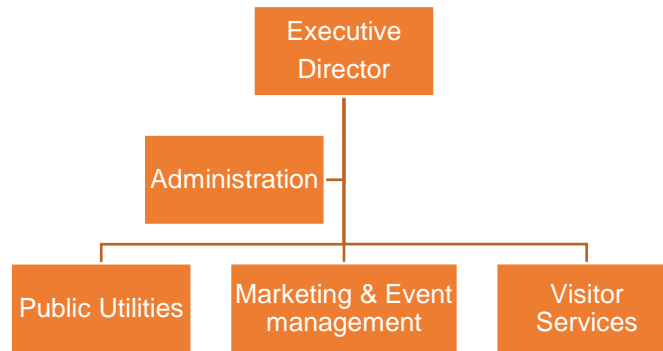 Executive
Director
Administration
Public Utilities
Marketing & Event
management
Visitor
Services